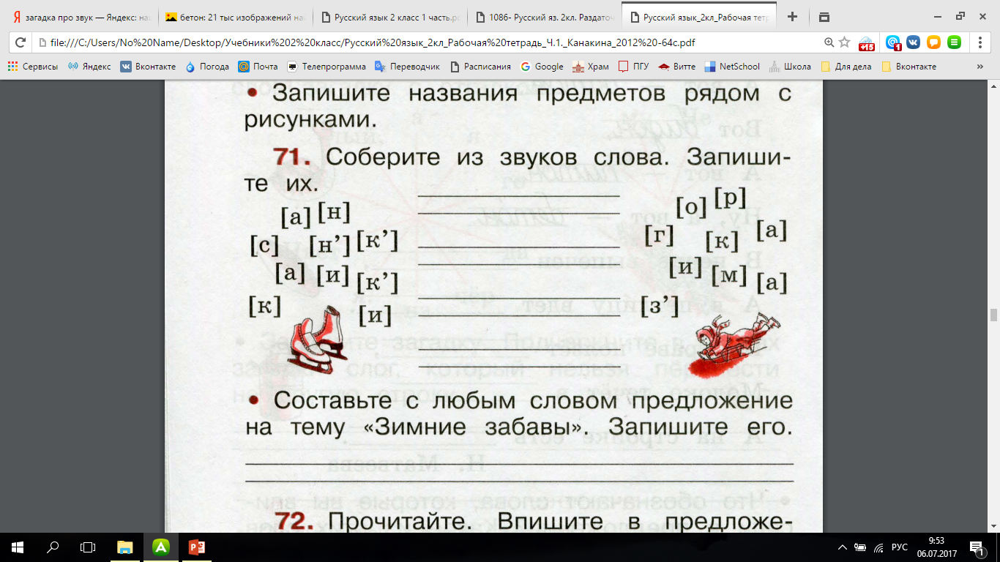 загадка про звук — Яндекс: на
бетон: 21 тыс изображений на
Русский язык 2 класс 1 часть.p
1086- Русский яз. 2кл. Раздаточ
Русский язык_2кл_Рабочая тетр
file:///C:/Users/No%20Name/Desktop/Учебники%202%20класс/Русский%20язык_2кл_Рабочая%20тетрадь_Ч.1._Канакина_2012%20-64с.pdf
+15
1
Сервисы Яндекс Вконтакте Погода Почта Телепрограмма Переводчик Расписания Google Храм ПГУ Витте NetSchool Школа Для дела Вконтакте »
• Запишите названия предметов рядом с
рисунками.
71. Соберите из звуков слова. Запиши-
те их.
[а] [н]
[с] [н’] [к’]
[а] [и] [к’]
[к] [и]
[о] [р]
[г] [к] [а]
[и] [м] [а]
[з’]
• Составьте с любым словом предложение
на тему «Зимние забавы». Запишите его.
72. Прочитайте. Впишите в предложе-
РУС
9:53
06.07.2017
1